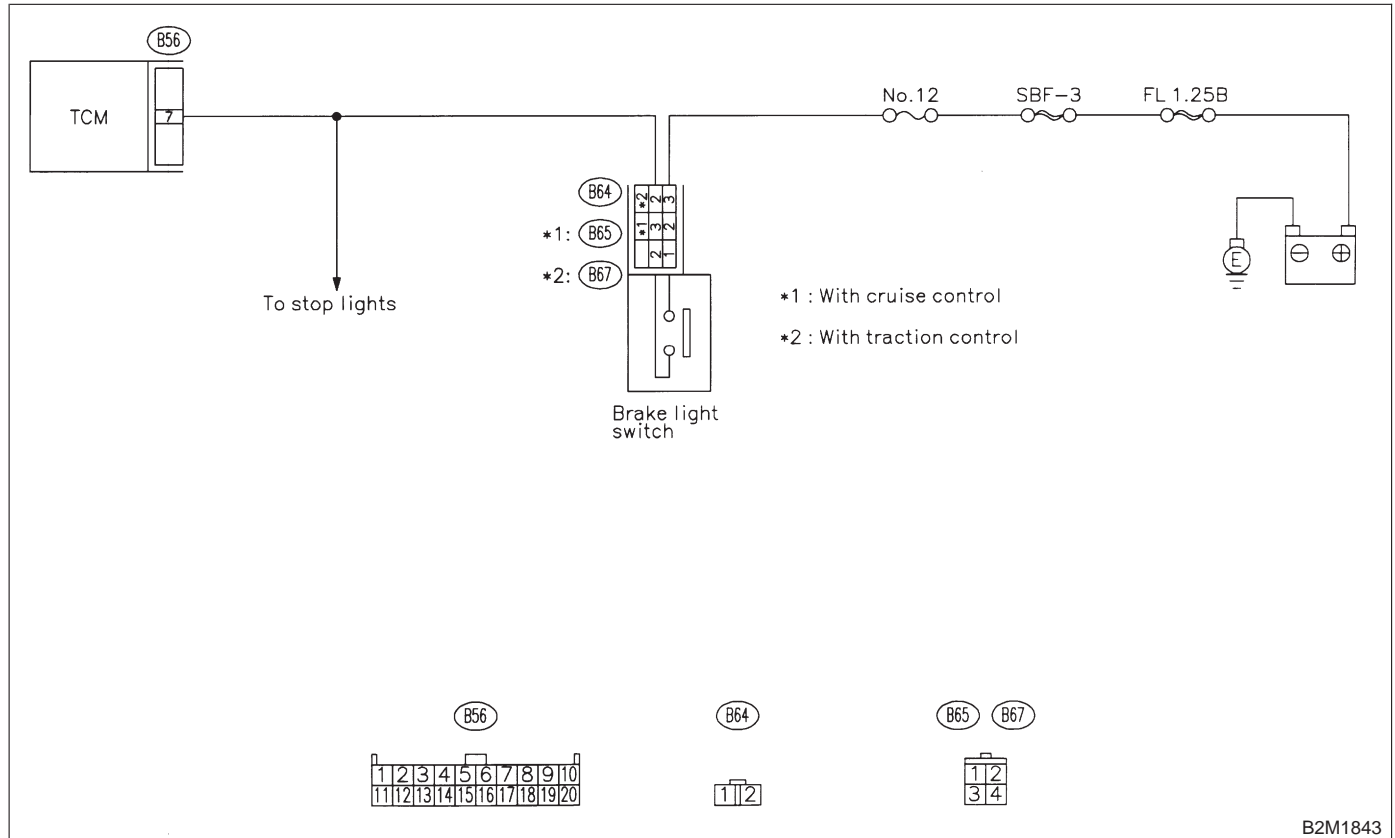 B56
TCM
7
No.12
SBF-3
FL 1.25B
B64
*2 2 3
*1: B65
*1 3 2
2 1
*2: B67
To stop lights
E
⊖ ⊕
*1 : With cruise control
*2 : With traction control
Brake light
switch
B56
B64
B65 B67
1 2 3 4 5 6 7 8 9 10
11 12 13 14 15 16 17 18 19 20
1 2
1 2
3 4
B2M1843